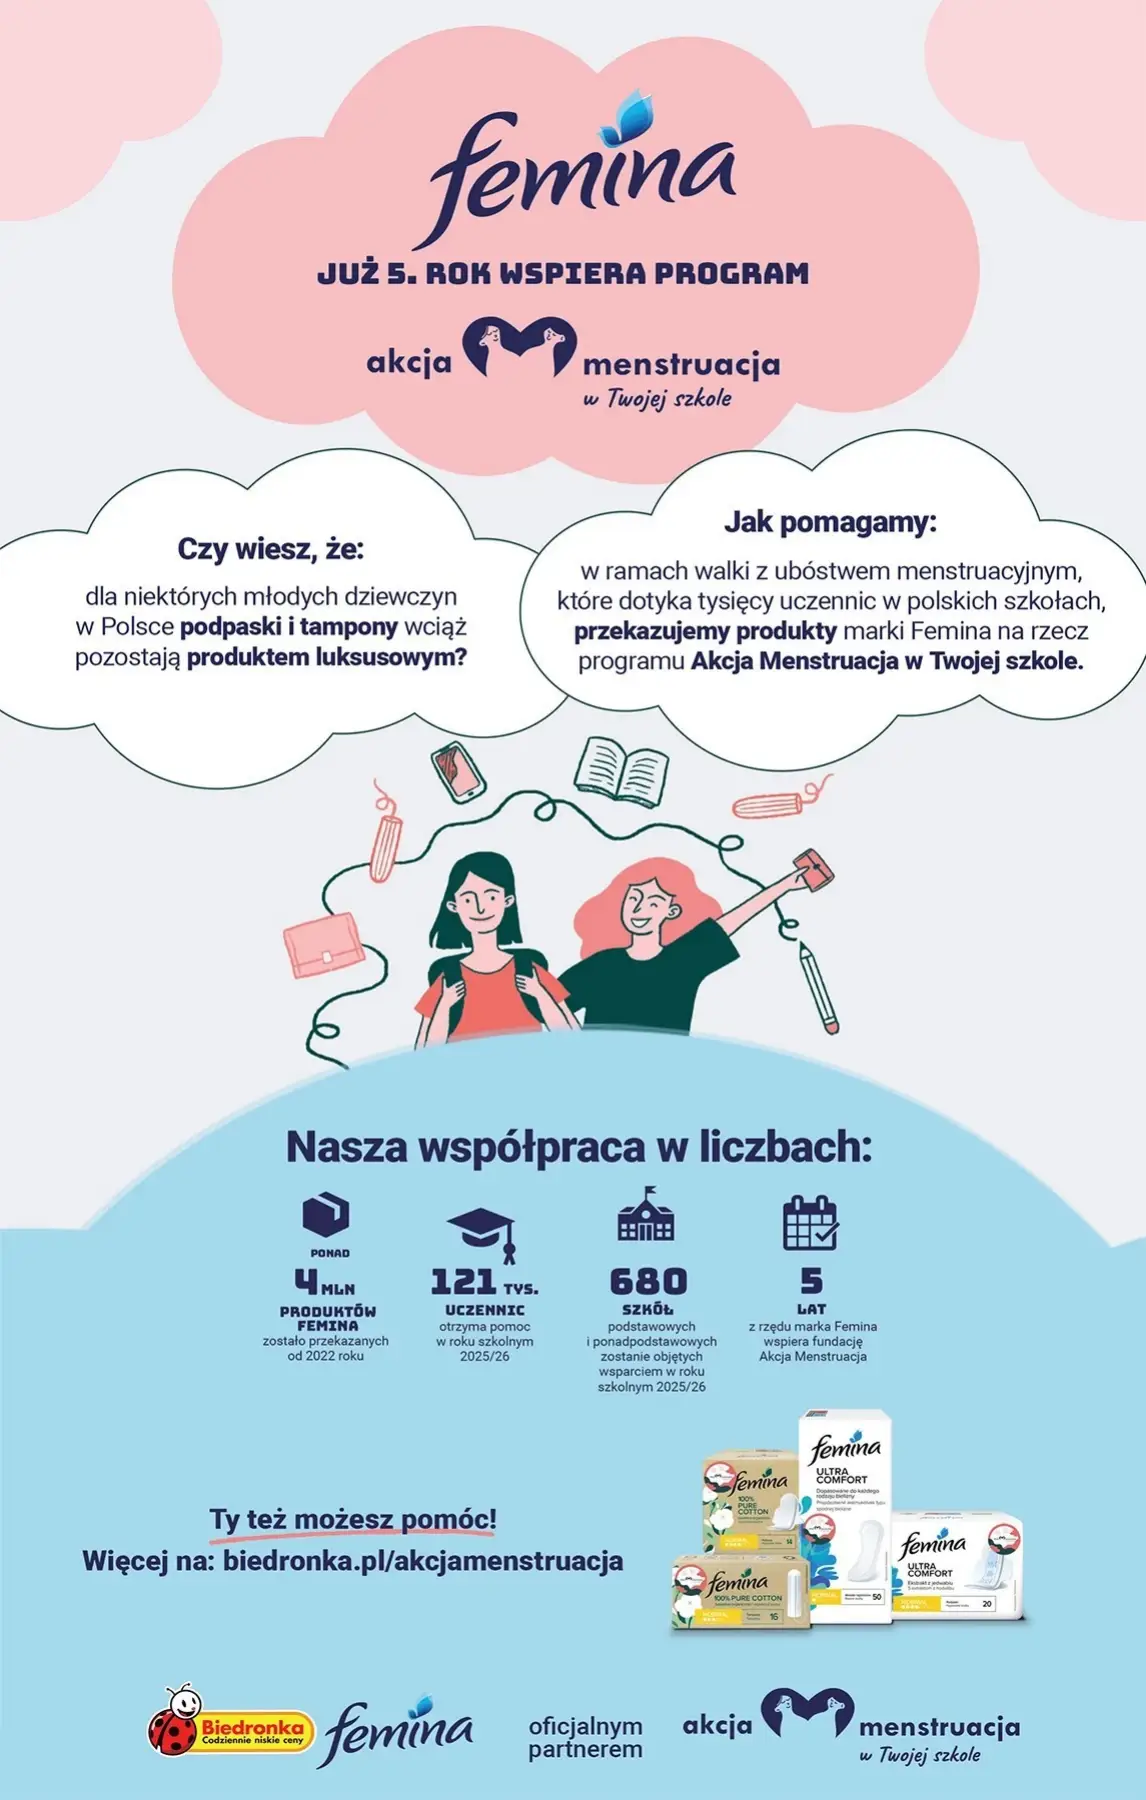 femina
JUŻ 5. ROK WSPIERA PROGRAM
akcja menstruacja
w Twojej szkole
Czy wiesz, że:
dla niektórych młodych dziewczyn
w Polsce podpaski i tampony wciąż
pozostają produktem luksusowym?
Jak pomagamy:
w ramach walki z ubóstwem menstruacyjnym,
które dotyka tysięcy uczennic w polskich szkołach,
przekazujemy produkty marki Femina na rzecz
programu Akcja Menstruacja w Twojej szkole.
Nasza współpraca w liczbach:
PONAD
4 MLN
PRODUKTÓW
FEMINA
zostało przekazanych
od 2022 roku
121 TYS.
UCZENNIC
otrzyma pomoc
w roku szkolnym
2025/26
680
SZKÓŁ
podstawowych
i ponadpodstawowych
zostanie objętych
wsparciem w roku
szkolnym 2025/26
5
LAT
z rzędu marka Femina
wspiera fundację
Akcja Menstruacja
Ty też możesz pomóc!
Więcej na: biedronka.pl/akcjamenstruacja
femina
100%
PURE
COTTON
14
femina
100% PURE COTTON
16
femina
ULTRA
COMFORT
Dopasowane do każdego
rodzaju bielizny
50
femina
ULTRA
COMFORT
20
Biedronka
Codziennie niskie ceny
femina
oficjalnym
partnerem
akcja menstruacja
w Twojej szkole